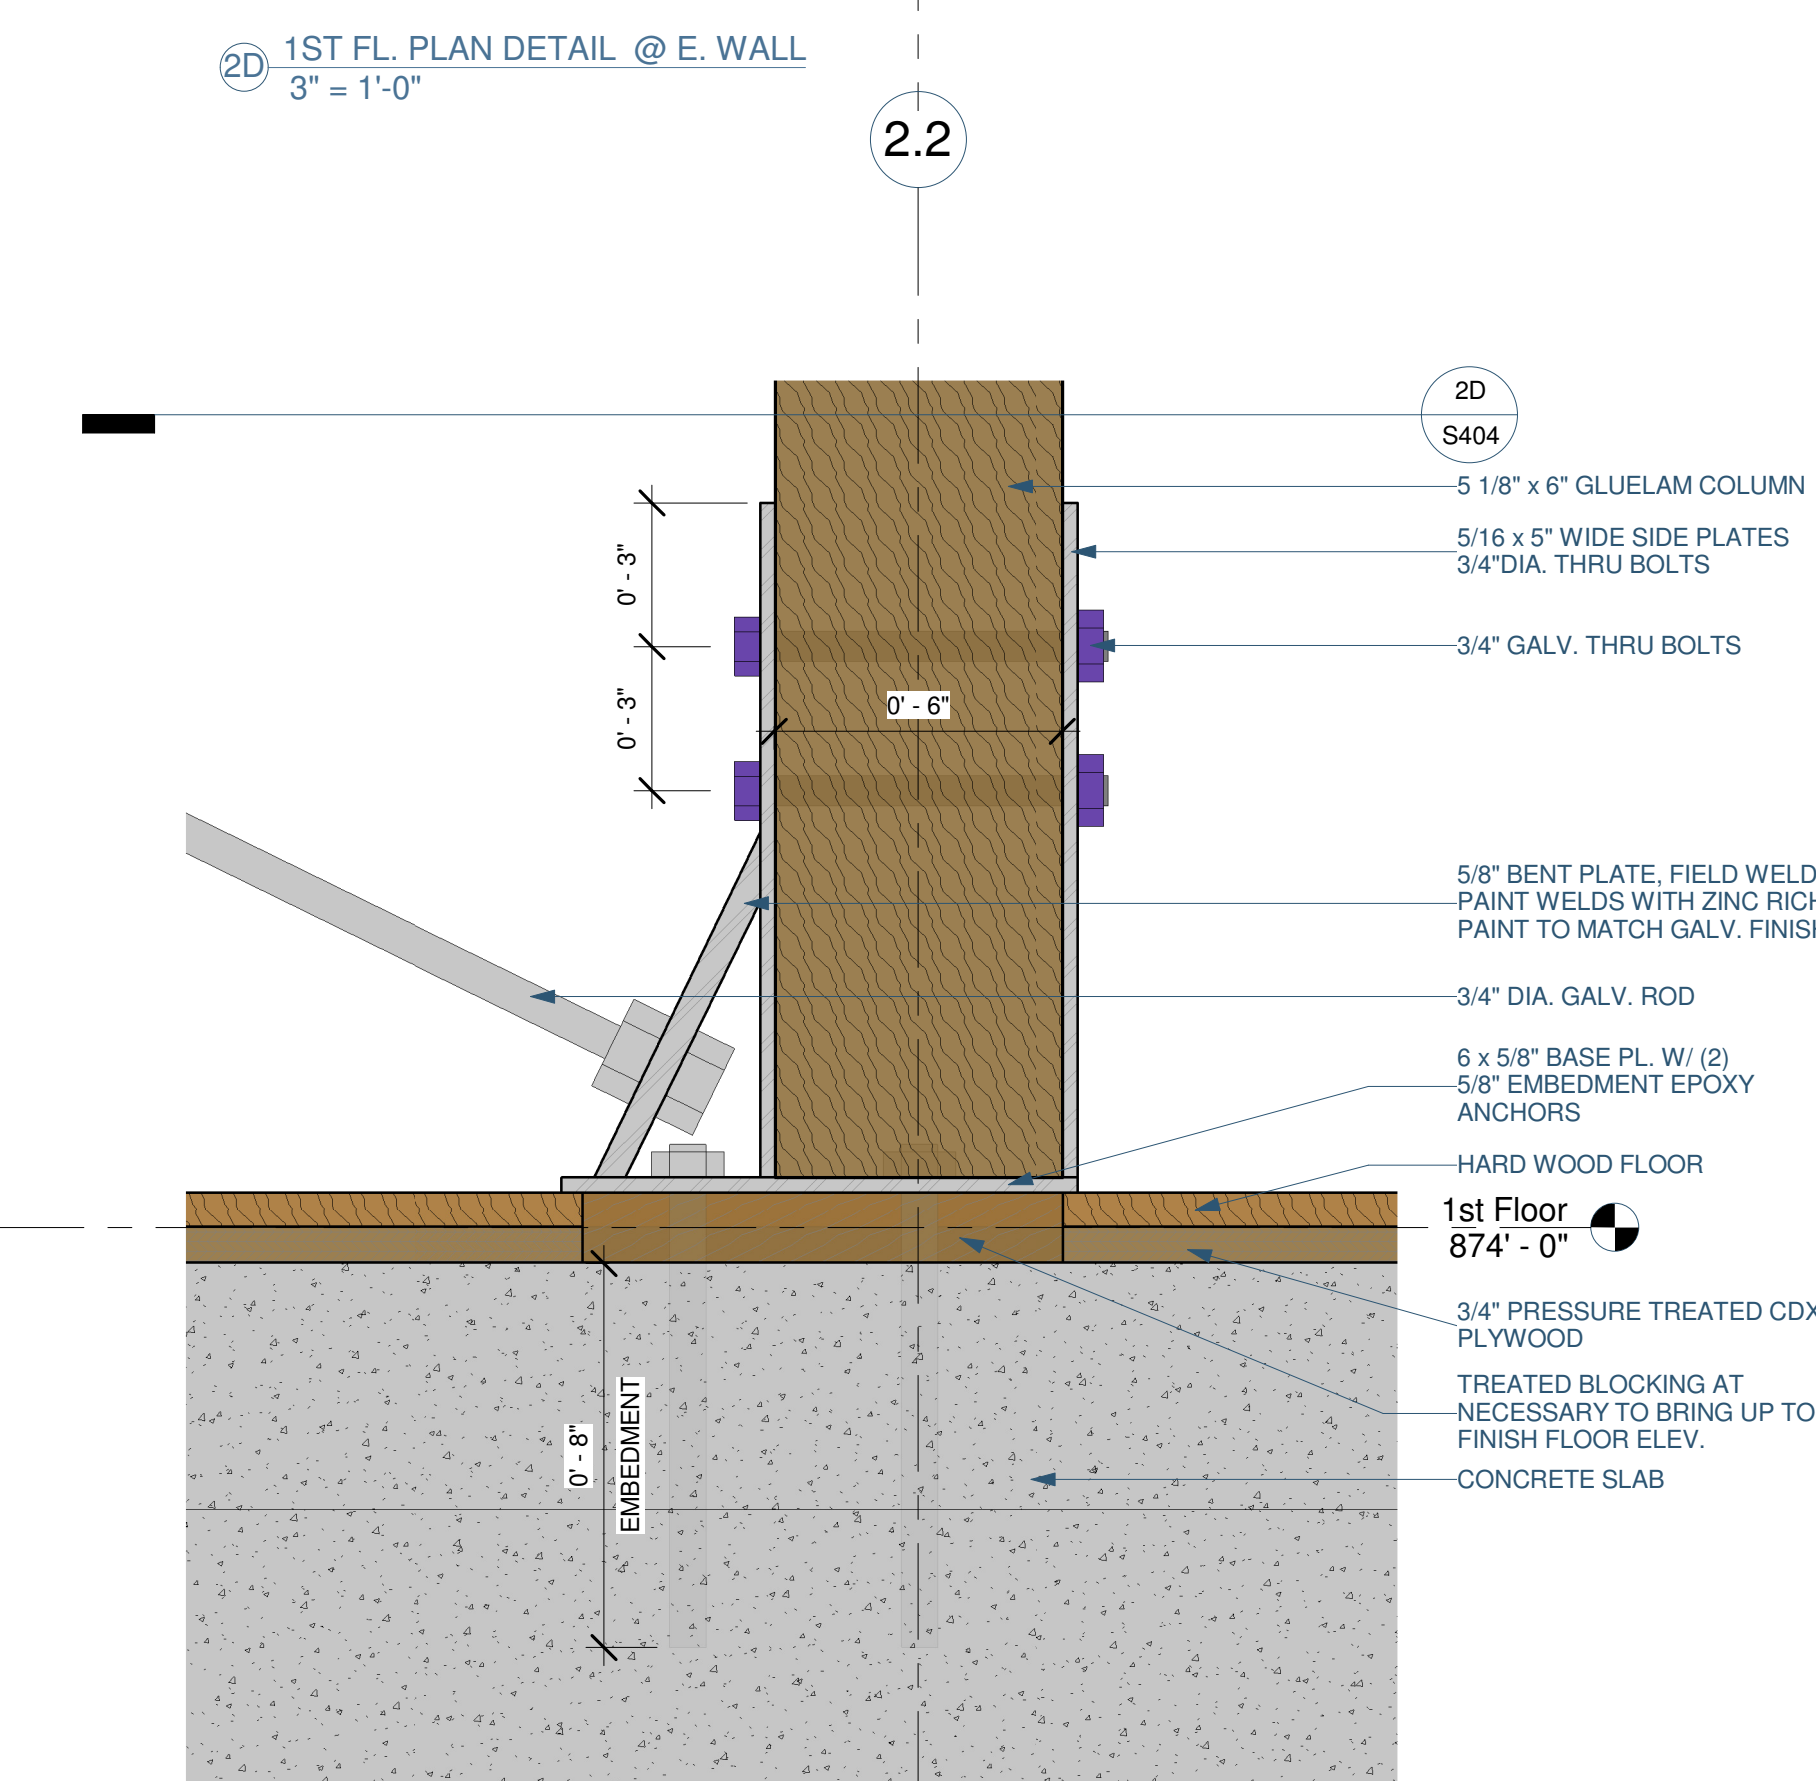 2D
1ST FL. PLAN DETAIL @ E. WALL
3" = 1'-0"
2.2
2D
S404
5 1/8" x 6" GLUELAM COLUMN
5/16 x 5" WIDE SIDE PLATES
3/4"DIA. THRU BOLTS
0' - 3"
3/4" GALV. THRU BOLTS
0' - 3"
0' - 6"
5/8" BENT PLATE, FIELD WELD
PAINT WELDS WITH ZINC RICH
PAINT TO MATCH GALV. FINISH
3/4" DIA. GALV. ROD
6 x 5/8" BASE PL. W/ (2)
5/8" EMBEDMENT EPOXY
ANCHORS
HARD WOOD FLOOR
1st Floor
874' - 0"
3/4" PRESSURE TREATED CDX
PLYWOOD
TREATED BLOCKING AT
NECESSARY TO BRING UP TO
FINISH FLOOR ELEV.
0' - 8"
EMBEDMENT
CONCRETE SLAB